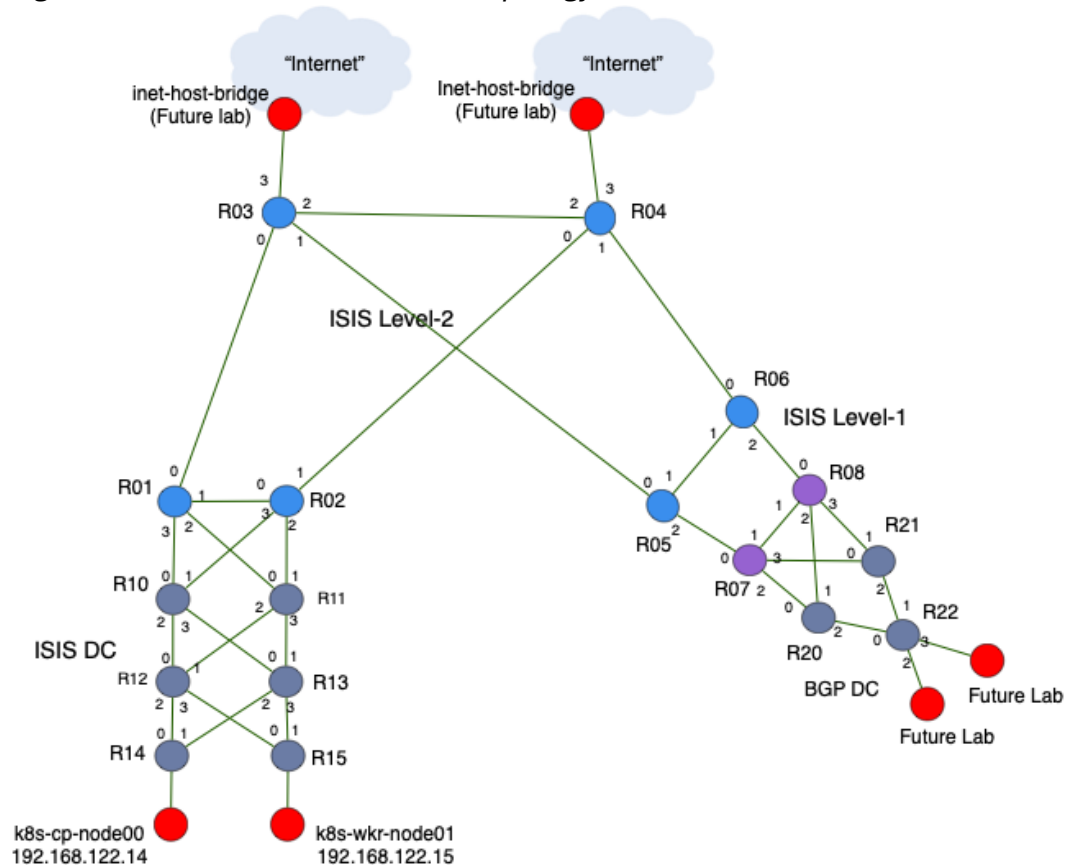 “Internet”
“Internet”
inet-host-bridge
(Future lab)
Inet-host-bridge
(Future lab)
3
3
R03
2
2
R04
0
1
0
1
ISIS Level-2
0
R06
ISIS Level-1
1
2
0
1
0
0
1
0
R08
R01
1
R02
3
2
3
2
1
2
3
R05
2
R21
1
1
0
0
3
R07
2
2
R10
0
1
0
1
R11
2
3
2
3
1
0
2
R20
1
R22
0
3
2
BGP DC
Future Lab
Future Lab
ISIS DC
R12
0
1
0
1
R13
2
3
2
3
R14
0
1
0
1
R15
k8s-cp-node00
192.168.122.14
k8s-wkr-node01
192.168.122.15